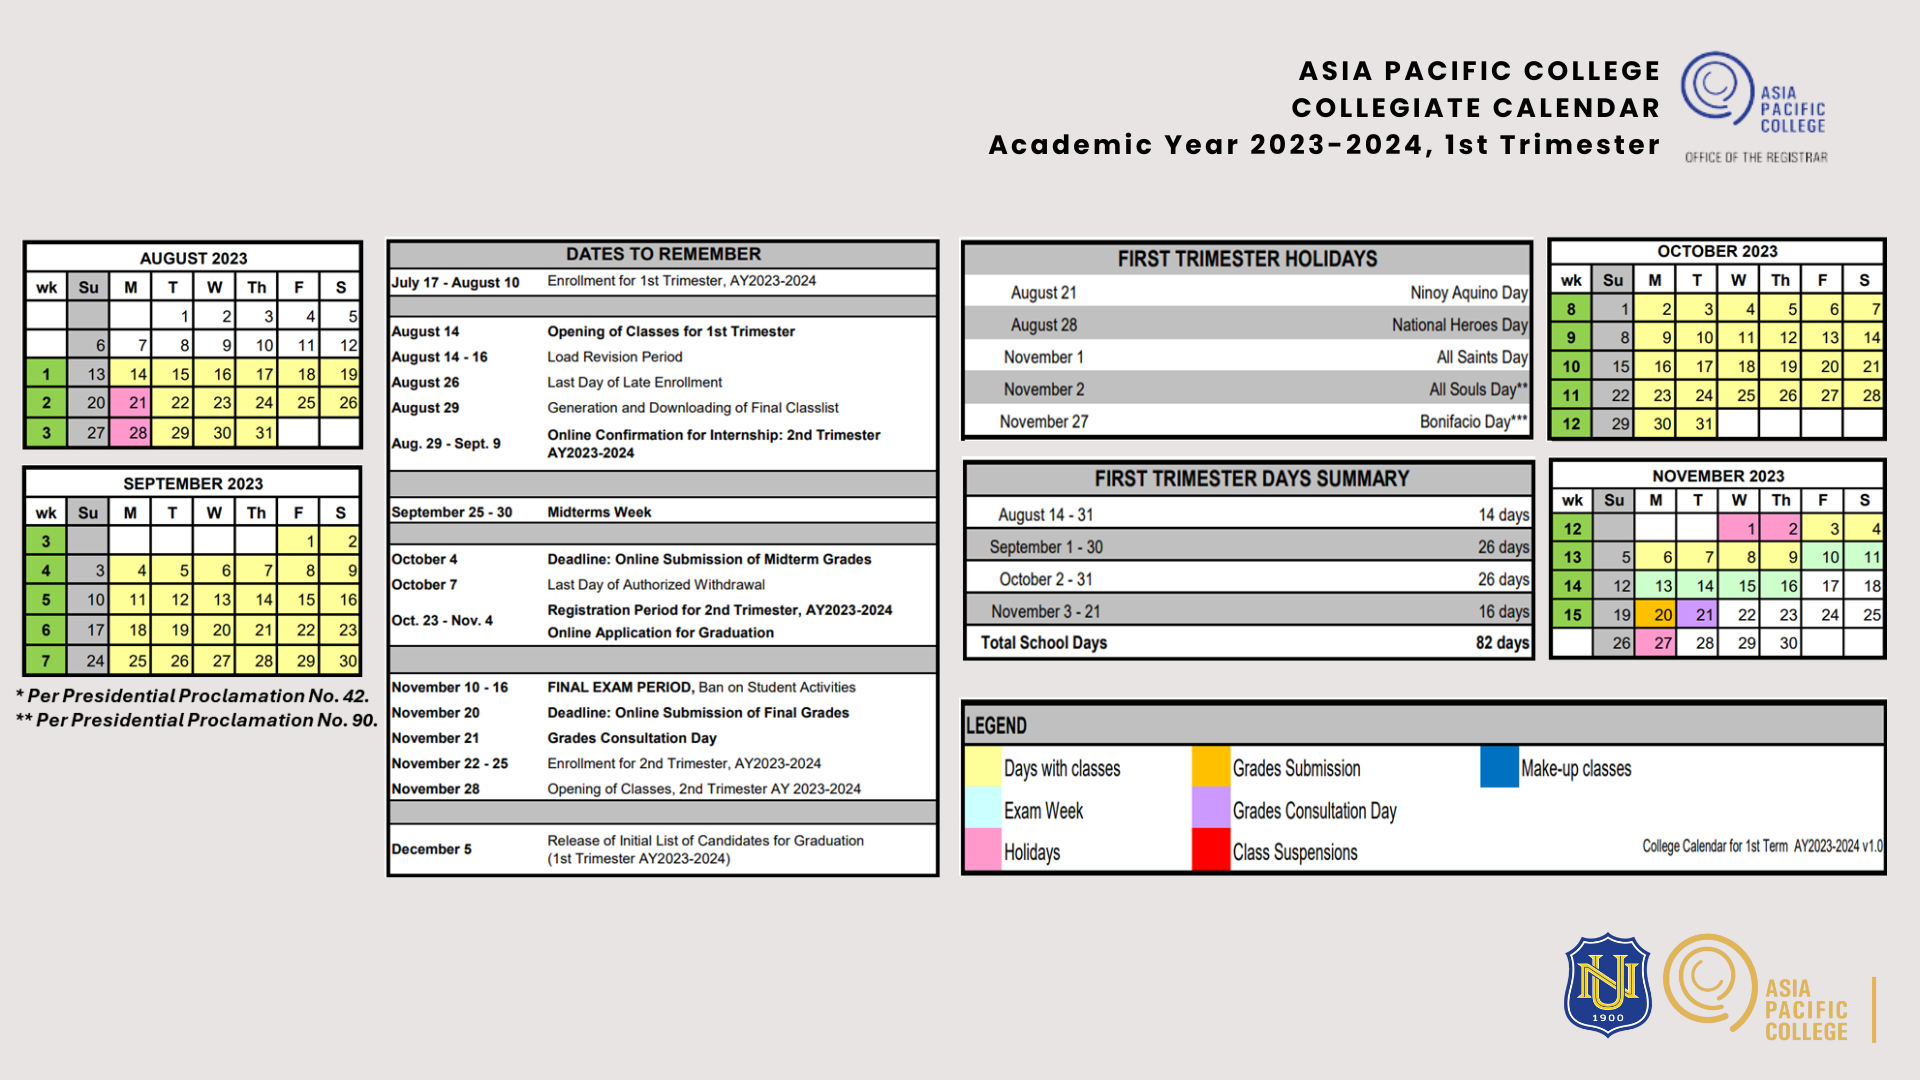 ASIA PACIFIC COLLEGE
COLLEGIATE CALENDAR
Academic Year 2023-2024, 1st Trimester
ASIA
PACIFIC
COLLEGE
OFFICE OF THE REGISTRAR
AUGUST 2023
wk Su M T W Th F S
1 2 3 4 5
6 7 8 9 10 11 12
1 13 14 15 16 17 18 19
2 20 21 22 23 24 25 26
3 27 28 29 30 31
SEPTEMBER 2023
wk Su M T W Th F S
3 1 2
4 3 4 5 6 7 8 9
5 10 11 12 13 14 15 16
6 17 18 19 20 21 22 23
7 24 25 26 27 28 29 30
* Per Presidential Proclamation No. 42.
** Per Presidential Proclamation No. 90.
DATES TO REMEMBER
July 17 - August 10 Enrollment for 1st Trimester, AY2023-2024
August 14 Opening of Classes for 1st Trimester
August 14 - 16 Load Revision Period
August 26 Last Day of Late Enrollment
August 29 Generation and Downloading of Final Classlist
Aug. 29 - Sept. 9 Online Confirmation for Internship: 2nd Trimester
AY2023-2024
September 25 - 30 Midterms Week
October 4 Deadline: Online Submission of Midterm Grades
October 7 Last Day of Authorized Withdrawal
Oct. 23 - Nov. 4 Registration Period for 2nd Trimester, AY2023-2024
Online Application for Graduation
November 10 - 16 FINAL EXAM PERIOD, Ban on Student Activities
November 20 Deadline: Online Submission of Final Grades
November 21 Grades Consultation Day
November 22 - 25 Enrollment for 2nd Trimester, AY2023-2024
November 28 Opening of Classes, 2nd Trimester AY 2023-2024
December 5 Release of Initial List of Candidates for Graduation
(1st Trimester AY2023-2024)
FIRST TRIMESTER HOLIDAYS
August 21 Ninoy Aquino Day
August 28 National Heroes Day
November 1 All Saints Day
November 2 All Souls Day**
November 27 Bonifacio Day***
FIRST TRIMESTER DAYS SUMMARY
August 14 - 31 14 days
September 1 - 30 26 days
October 2 - 31 26 days
November 3 - 21 16 days
Total School Days 82 days
OCTOBER 2023
wk Su M T W Th F S
8 1 2 3 4 5 6 7
9 8 9 10 11 12 13 14
10 15 16 17 18 19 20 21
11 22 23 24 25 26 27 28
12 29 30 31
NOVEMBER 2023
wk Su M T W Th F S
12 1 2 3 4
13 5 6 7 8 9 10 11
14 12 13 14 15 16 17 18
15 19 20 21 22 23 24 25
26 27 28 29 30
LEGEND
Days with classes Grades Submission Make-up classes
Exam Week Grades Consultation Day
Holidays Class Suspensions
College Calendar for 1st Term AY2023-2024 v1.0
NU
1900
ASIA
PACIFIC
COLLEGE